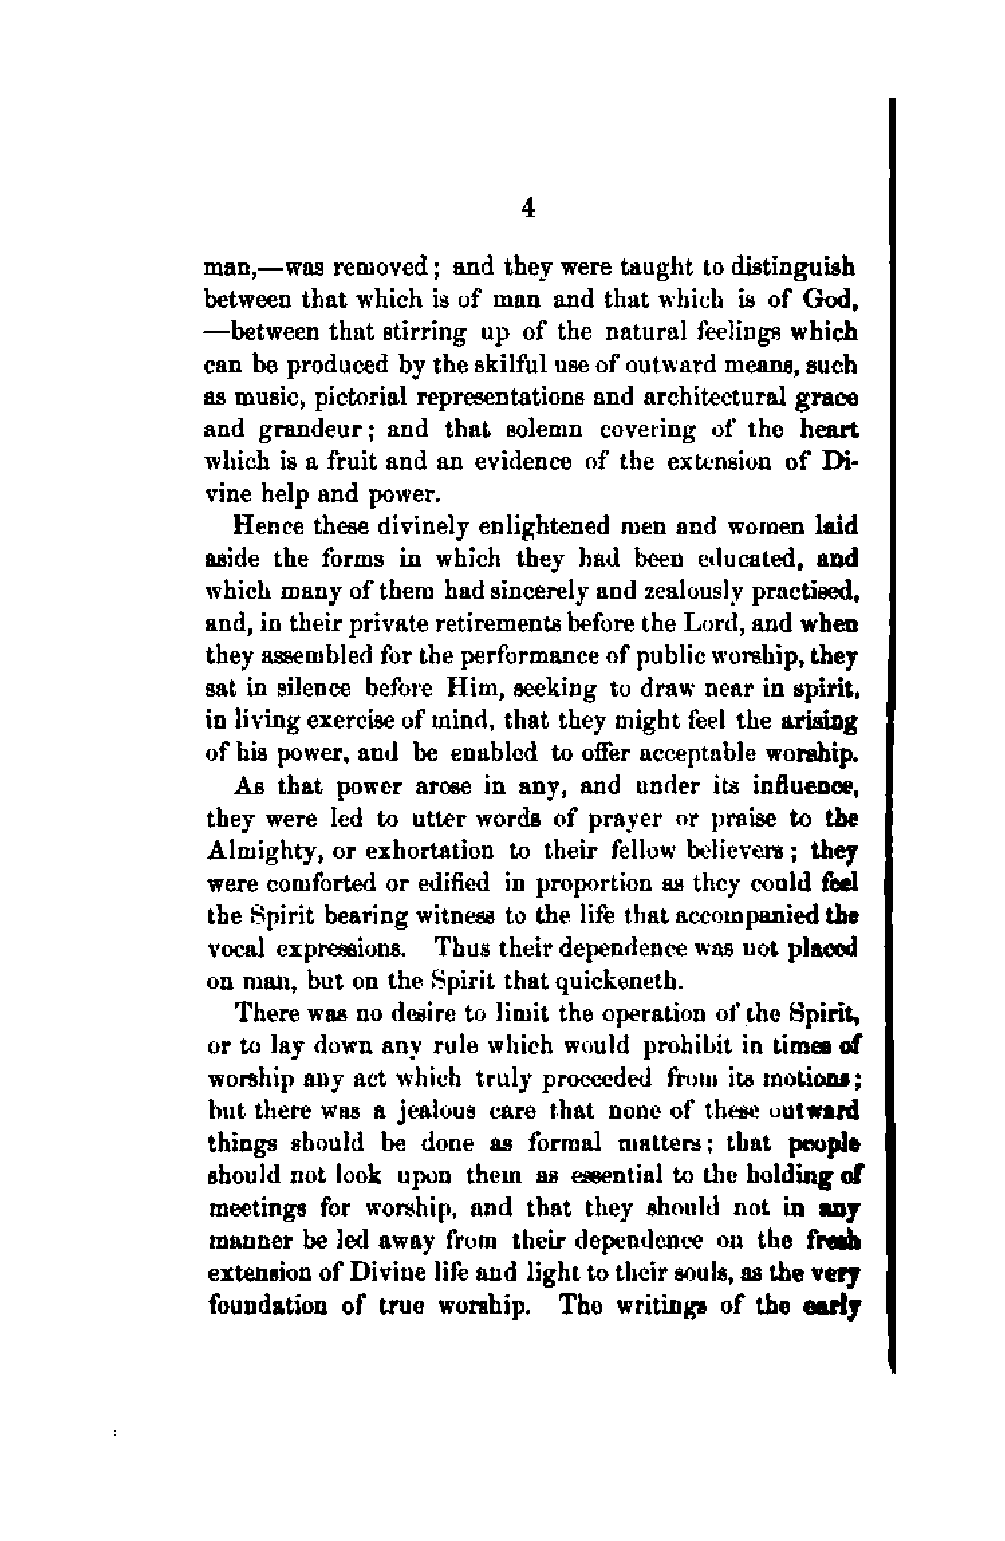 4
man,—was removed; and they were taught to distinguish
between that which is of man and that which is of God,
—between that stirring up of the natural feelings which
can be produced by the skilful use of outward means, such
as music, pictorial representations and architectural grace
and grandeur; and that solemn covering of the heart
which is a fruit and an evidence of the extension of Di-
vine help and power.
Hence these divinely enlightened men and women laid
aside the forms in which they had been educated, and
which many of them had sincerely and zealously practised,
and, in their private retirements before the Lord, and when
they assembled for the performance of public worship, they
sat in silence before Him, seeking to draw near in spirit,
in living exercise of mind, that they might feel the arising
of his power, and be enabled to offer acceptable worship.
As that power arose in any, and under its influence,
they were led to utter words of prayer or praise to the
Almighty, or exhortation to their fellow believers; they
were comforted or edified in proportion as they could feel
the Spirit bearing witness to the life that accompanied the
vocal expressions. Thus their dependence was not placed
on man, but on the Spirit that quickeneth.
There was no desire to limit the operation of the Spirit,
or to lay down any rule which would prohibit in times of
worship any act which truly proceeded from its motions;
but there was a jealous care that none of these outward
things should be done as formal matters; that people
should not look upon them as essential to the holding of
meetings for worship, and that they should not in any
manner be led away from their dependence on the fresh
extension of Divine life and light to their souls, as the very
foundation of true worship. The writings of the early